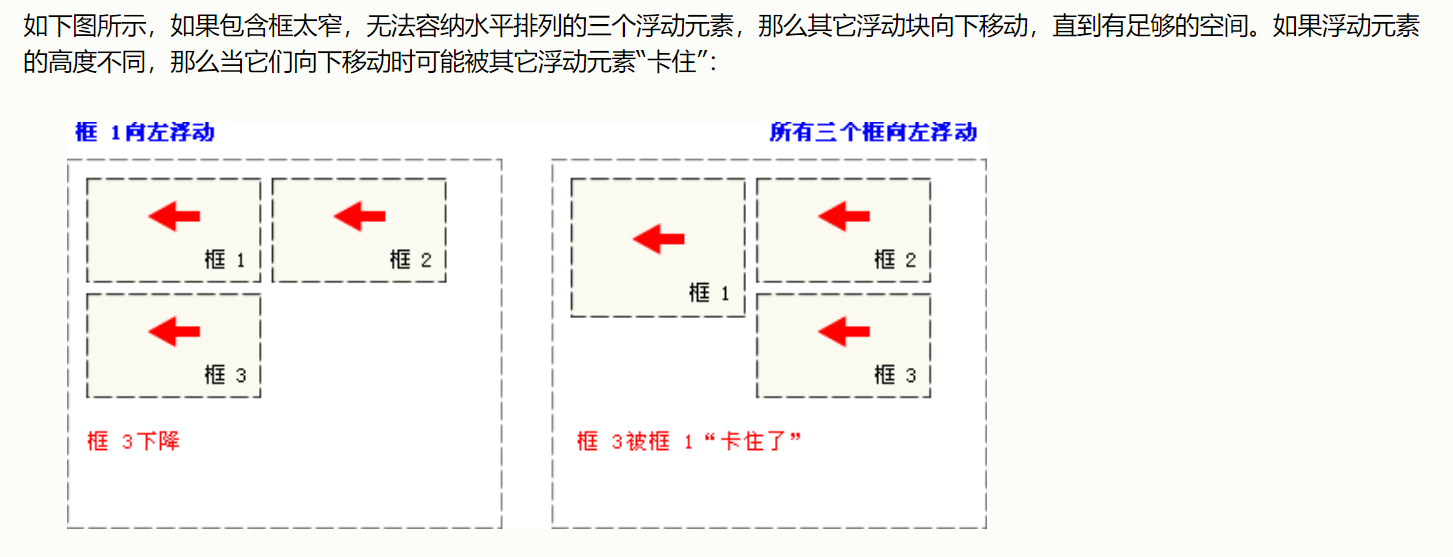 如下图所示，如果包含框太窄，无法容纳水平排列的三个浮动元素，那么其它浮动块向下移动，直到有足够的空间。如果浮动元素
的高度不同，那么当它们向下移动时可能被其它浮动元素“卡住”：
框 1向左浮动
所有三个框向左浮动
框 1
框 2
框 1
框 2
框 3
框 3
框 3下降
框 3被框 1“卡住了”